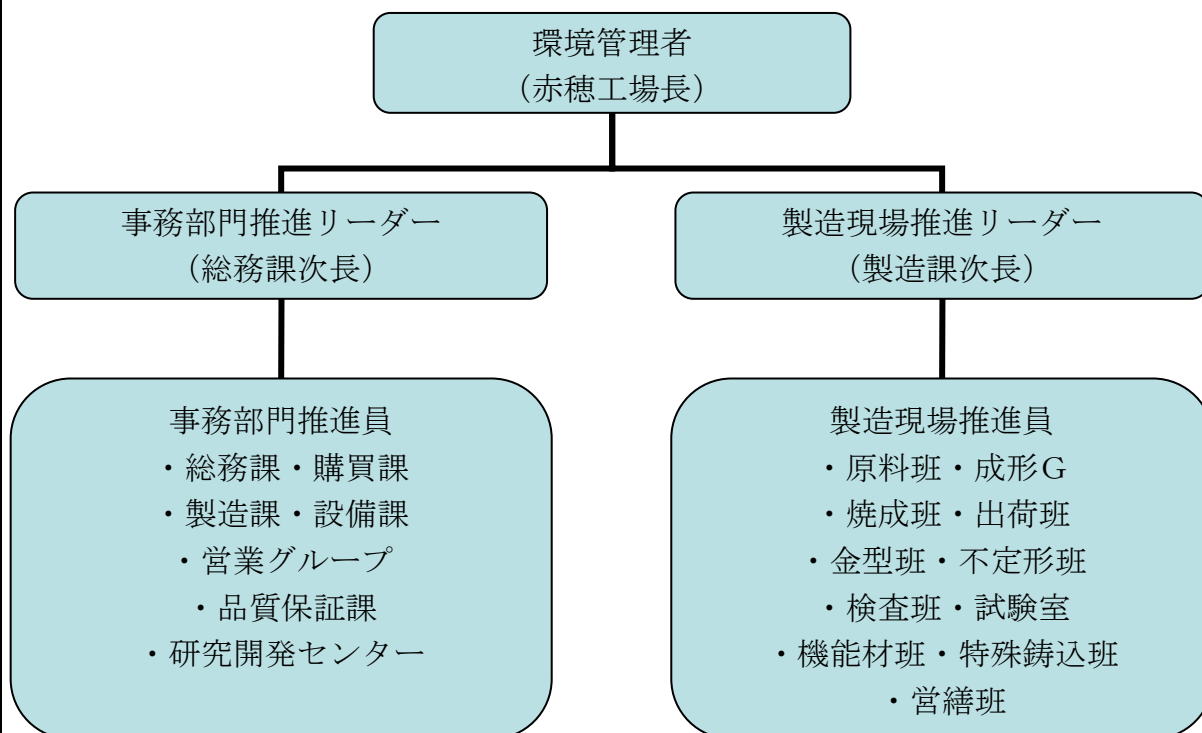 環境管理者
(赤穂工場長)
事務部門推進リーダー
(総務課次長)
製造現場推進リーダー
(製造課次長)
事務部門推進員
・総務課・購買課
・製造課・設備課
・営業グループ
・品質保証課
・研究開発センター
製造現場推進員
・原料班・成形G
・焼成班・出荷班
・金型班・不定形班
・検査班・試験室
・機能材班・特殊鋳込班
・営繕班